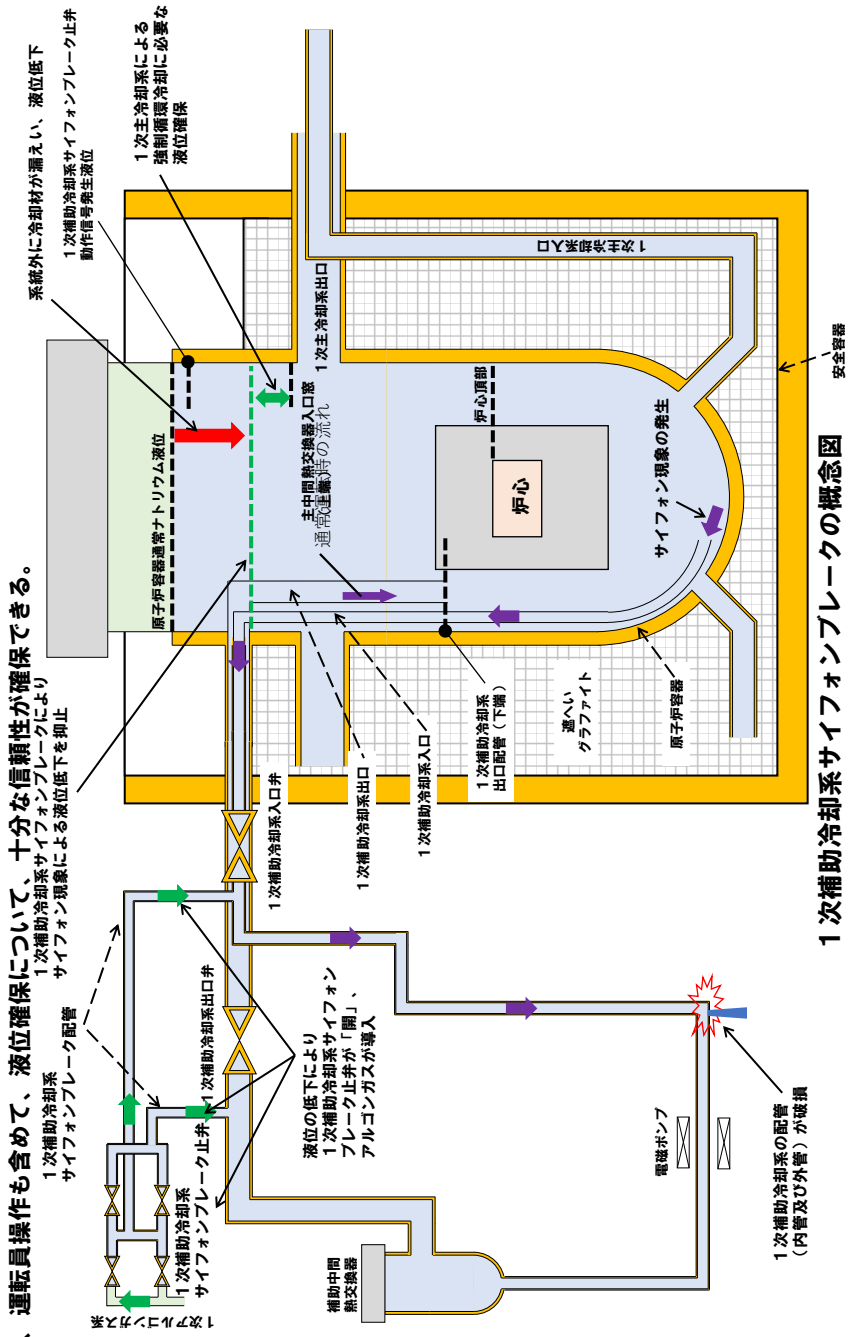 、運転員操作も含めて、液位確保について、十分な信頼性が確保できる。
1次補助冷却系サイフォンブレークにより
サイフォン現象による液位低下を抑止
系統外に冷却材が漏えい、液位低下
1次補助冷却系サイフォンブレーク止弁
動作信号発生液位
1次主冷却系による
強制循環冷却に必要な
液位確保
原子炉容器通常ナトリウム液位
1次補助冷却系
サイフォンブレーク配管
1次アルゴンガス系
1次補助冷却系
サイフォンブレーク止弁
1次補助冷却系出口弁
1次補助冷却系入口弁
1次補助冷却系出口
1次補助冷却系入口
液位の低下により
1次補助冷却系サイフォン
ブレーク止弁が「開」、
アルゴンガスが導入
主中間熱交換器入口窓
(上端)
通常運転時の流れ
1次主冷却系出口
1次主冷却系入口
炉心頂部
炉心
1次補助冷却系
出口配管(下端)
遮へい
グラファイト
原子炉容器
サイフォン現象の発生
安全容器
補助中間
熱交換器
電磁ポンプ
1次補助冷却系の配管
(内管及び外管)が破損
1次補助冷却系サイフォンブレークの概念図